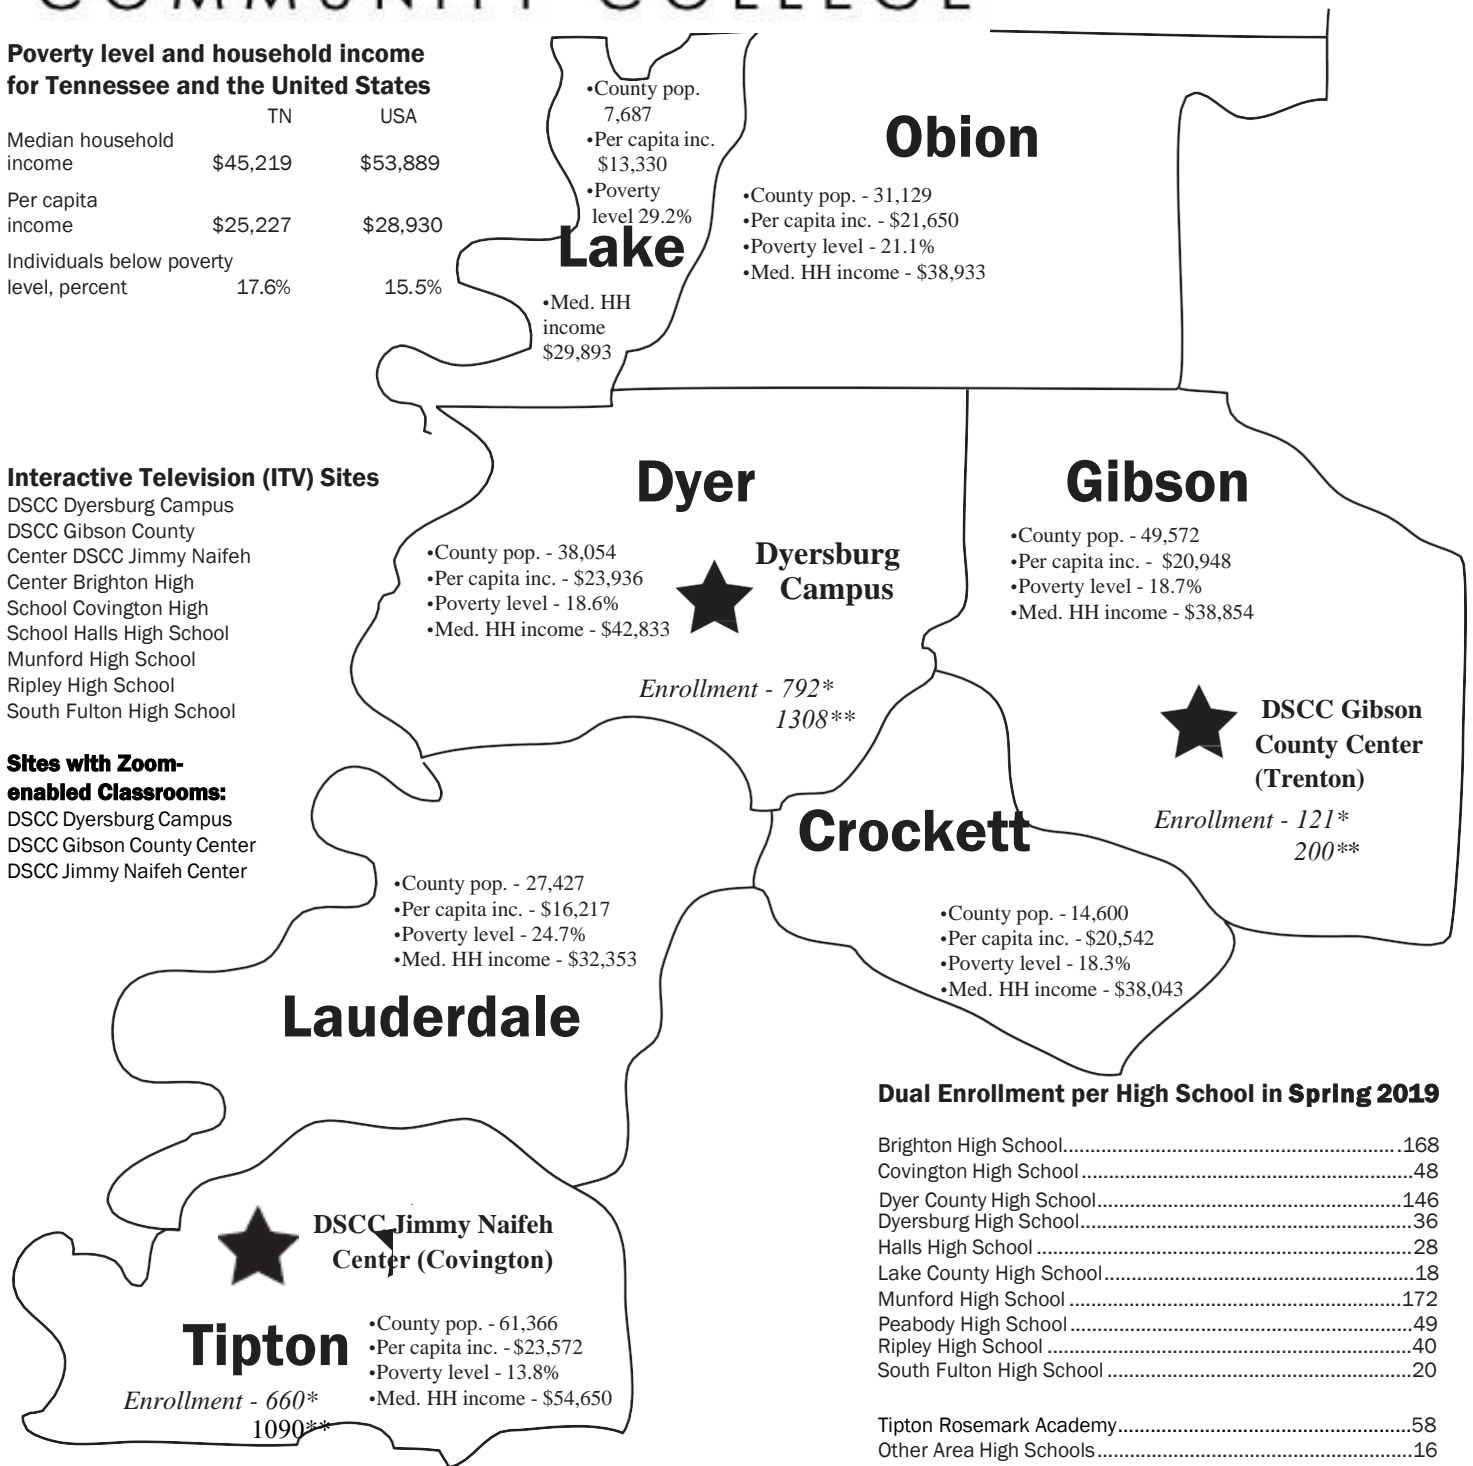 COMMUNITY COLLEGE
Poverty level and household income
for Tennessee and the United States
TN USA
Median household
income $45,219 $53,889
Per capita
income $25,227 $28,930
Individuals below poverty
level, percent 17.6% 15.5%
•County pop.
7,687
•Per capita inc.
$13,330
•Poverty
level 29.2%
Lake
•Med. HH
income
$29,893
Obion
•County pop. - 31,129
•Per capita inc. - $21,650
•Poverty level - 21.1%
•Med. HH income - $38,933
Interactive Television (ITV) Sites
DSCC Dyersburg Campus
DSCC Gibson County
Center DSCC Jimmy Naifeh
Center Brighton High
School Covington High
School Halls High School
Munford High School
Ripley High School
South Fulton High School
Sites with Zoom-
enabled Classrooms:
DSCC Dyersburg Campus
DSCC Gibson County Center
DSCC Jimmy Naifeh Center
Dyer
•County pop. - 38,054
•Per capita inc. - $23,936
•Poverty level - 18.6%
•Med. HH income - $42,833
Dyersburg
Campus
Enrollment - 792*
1308**
Gibson
•County pop. - 49,572
•Per capita inc. - $20,948
•Poverty level - 18.7%
•Med. HH income - $38,854
DSCC Gibson
County Center
(Trenton)
Enrollment - 121*
200**
Crockett
•County pop. - 14,600
•Per capita inc. - $20,542
•Poverty level - 18.3%
•Med. HH income - $38,043
•County pop. - 27,427
•Per capita inc. - $16,217
•Poverty level - 24.7%
•Med. HH income - $32,353
Lauderdale
DSCC Jimmy Naifeh
Center (Covington)
Tipton
•County pop. - 61,366
•Per capita inc. - $23,572
•Poverty level - 13.8%
•Med. HH income - $54,650
Enrollment - 660*
1090**
Dual Enrollment per High School in Spring 2019
Brighton High School...............168
Covington High School...............48
Dyer County High School...............146
Dyersburg High School...............36
Halls High School...............28
Lake County High School...............18
Munford High School...............172
Peabody High School...............49
Ripley High School...............40
South Fulton High School...............20
Tipton Rosemark Academy...............58
Other Area High Schools...............16